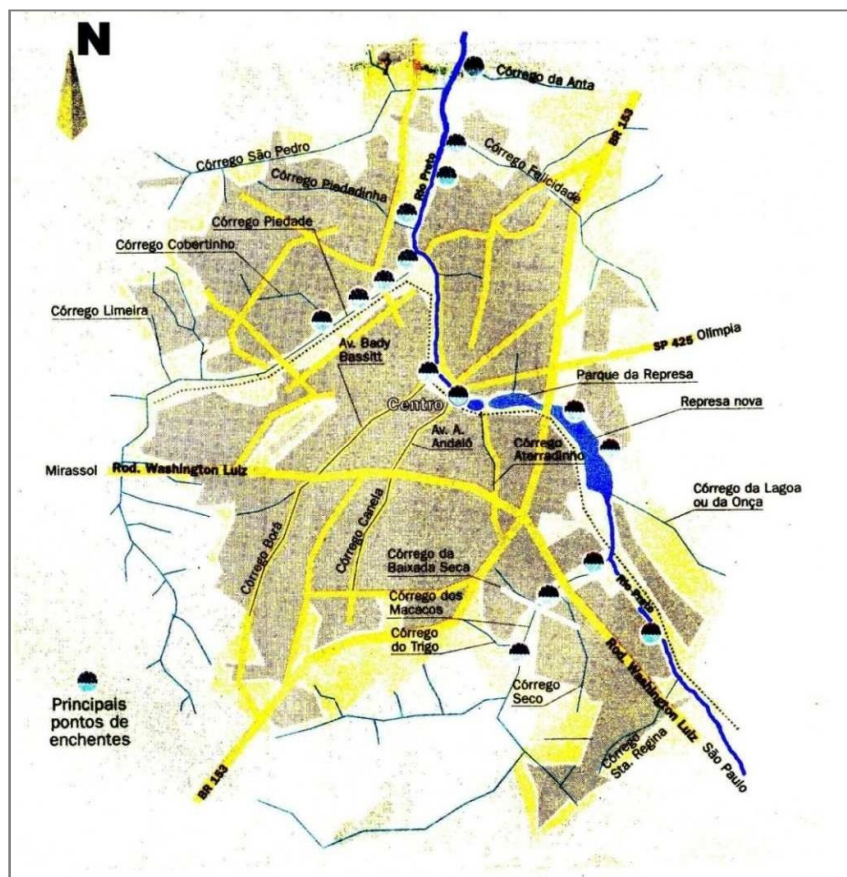 N
Córrego da Anta
BR 153
Córrego São Pedro
Rio Preto
Córrego Felicidade
Córrego Piedadinha
Córrego Piedade
Córrego Cobertinho
Córrego Limeira
Av. Bady
Bassitt
SP 425 Olímpia
Parque da Represa
Centro
Represa nova
Av. A.
Andaló
Córrego
Aterradinho
Mirassol
Rod. Washington Luiz
Córrego da Lagoa
ou da Onça
Córrego Borá
Córrego Canela
Córrego da
Baixada Seca
Córrego dos
Macacos
Rio Preto
Córrego
do Trigo
Rod. Washington Luiz
Córrego
Seco
Principais
pontos de
enchentes
Córrego
Sta. Regina
São Paulo
BR 153